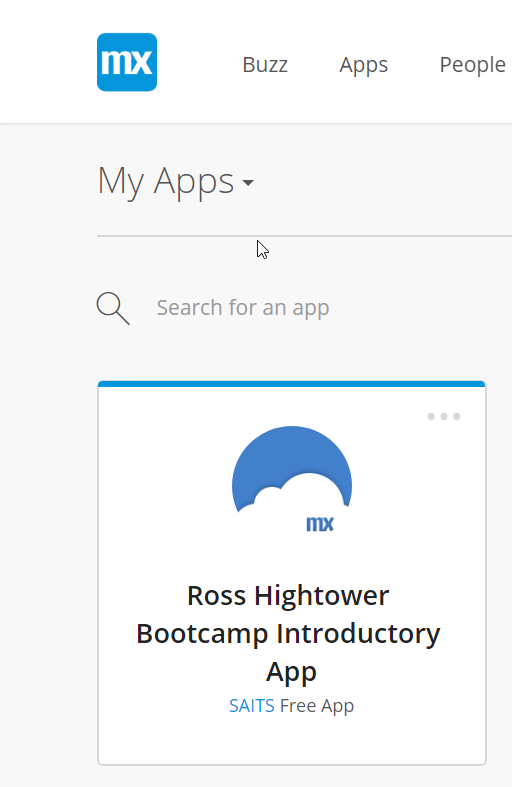 mx
Buzz Apps People
My Apps
Search for an app
mx
Ross Hightower
Bootcamp Introductory
App
SAITS Free App